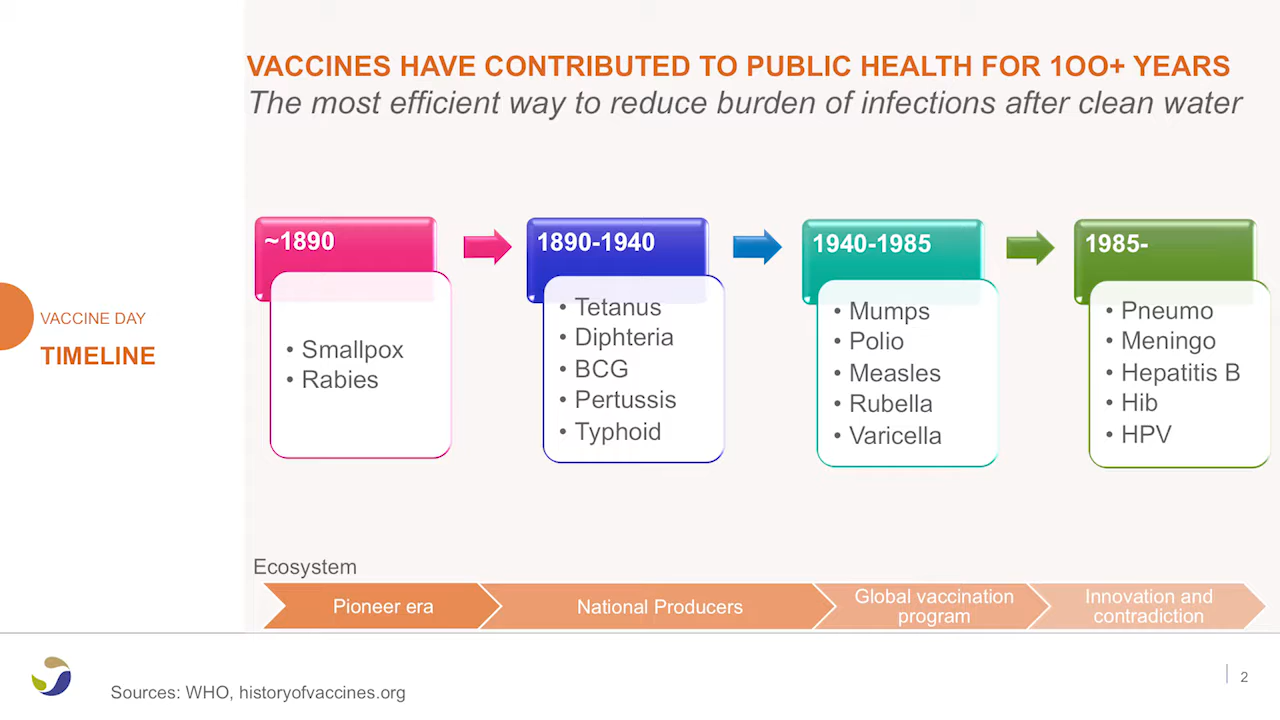 VACCINES HAVE CONTRIBUTED TO PUBLIC HEALTH FOR 1OO+ YEARS
The most efficient way to reduce burden of infections after clean water
VACCINE DAY
TIMELINE
~1890
• Smallpox
• Rabies
1890-1940
• Tetanus
• Diphteria
• BCG
• Pertussis
• Typhoid
1940-1985
• Mumps
• Polio
• Measles
• Rubella
• Varicella
1985-
• Pneumo
• Meningo
• Hepatitis B
• Hib
• HPV
Ecosystem
Pioneer era
National Producers
Global vaccination
program
Innovation and
contradiction
Sources: WHO, historyofvaccines.org
2